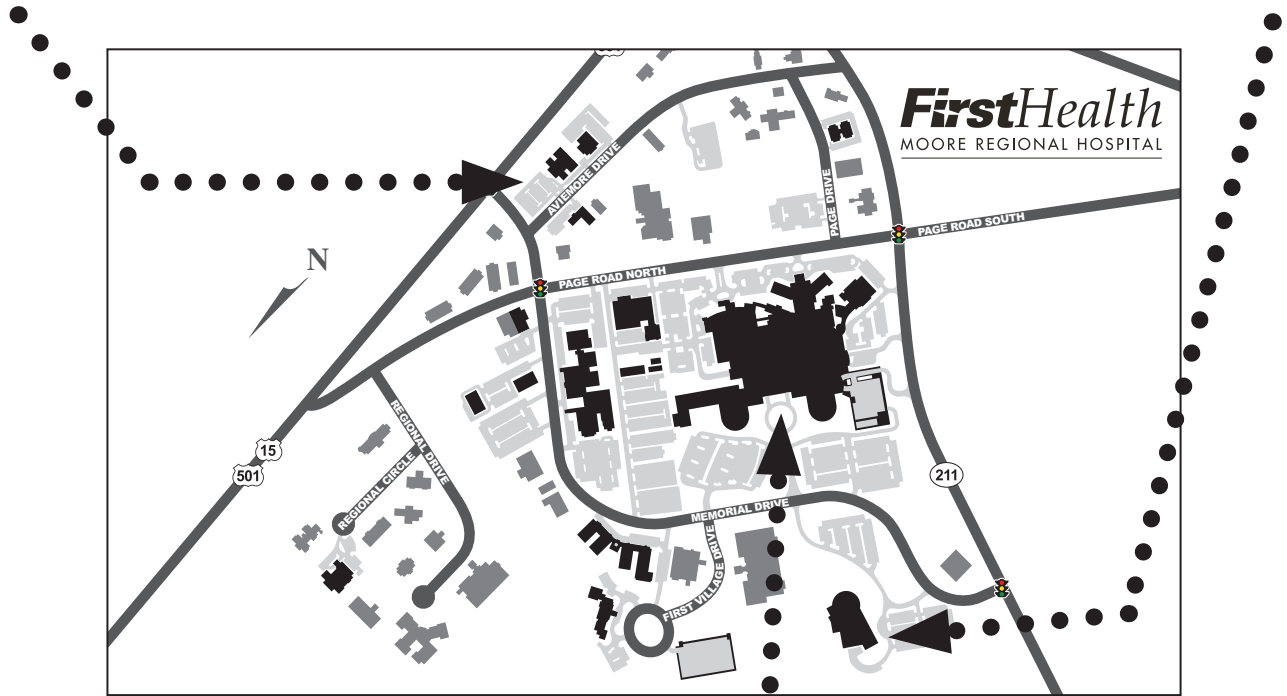 FirstHealth
MOORE REGIONAL HOSPITAL
AVIEMORE DRIVE
PAGE DRIVE
PAGE ROAD SOUTH
N
PAGE ROAD NORTH
15
501
REGIONAL DRIVE
REGIONAL CIRCLE
211
MEMORIAL DRIVE
FIRST VILLAGE DRIVE